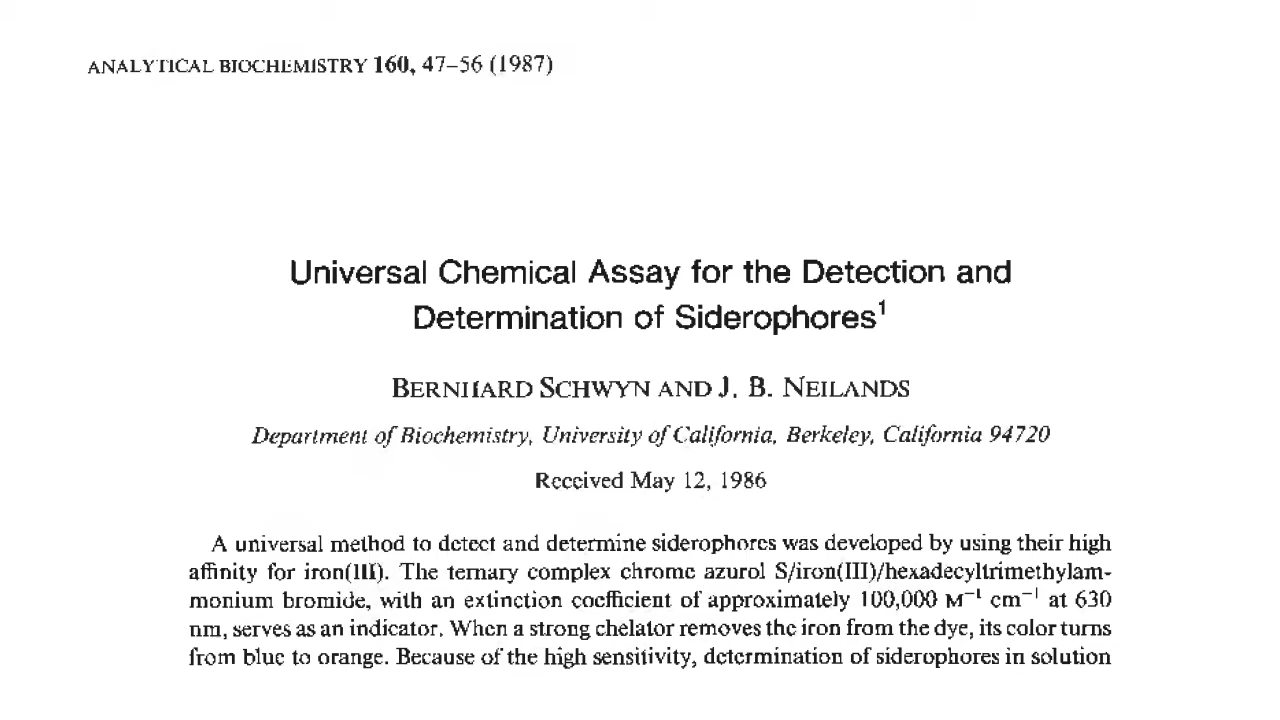 ANALYTICAL BIOCHEMISTRY 160, 47–56 (1987)
Universal Chemical Assay for the Detection and
Determination of Siderophores¹
BERNHARD SCHWYN AND J. B. NEILANDS
Department of Biochemistry, University of California, Berkeley, California 94720
Received May 12, 1986
A universal method to detect and determine siderophores was developed by using their high
affinity for iron(III). The ternary complex chrome azurol S/iron(III)/hexadecyltrimethylam-
monium bromide, with an extinction coefficient of approximately 100,000 M⁻¹ cm⁻¹ at 630
nm, serves as an indicator. When a strong chelator removes the iron from the dye, its color turns
from blue to orange. Because of the high sensitivity, determination of siderophores in solution